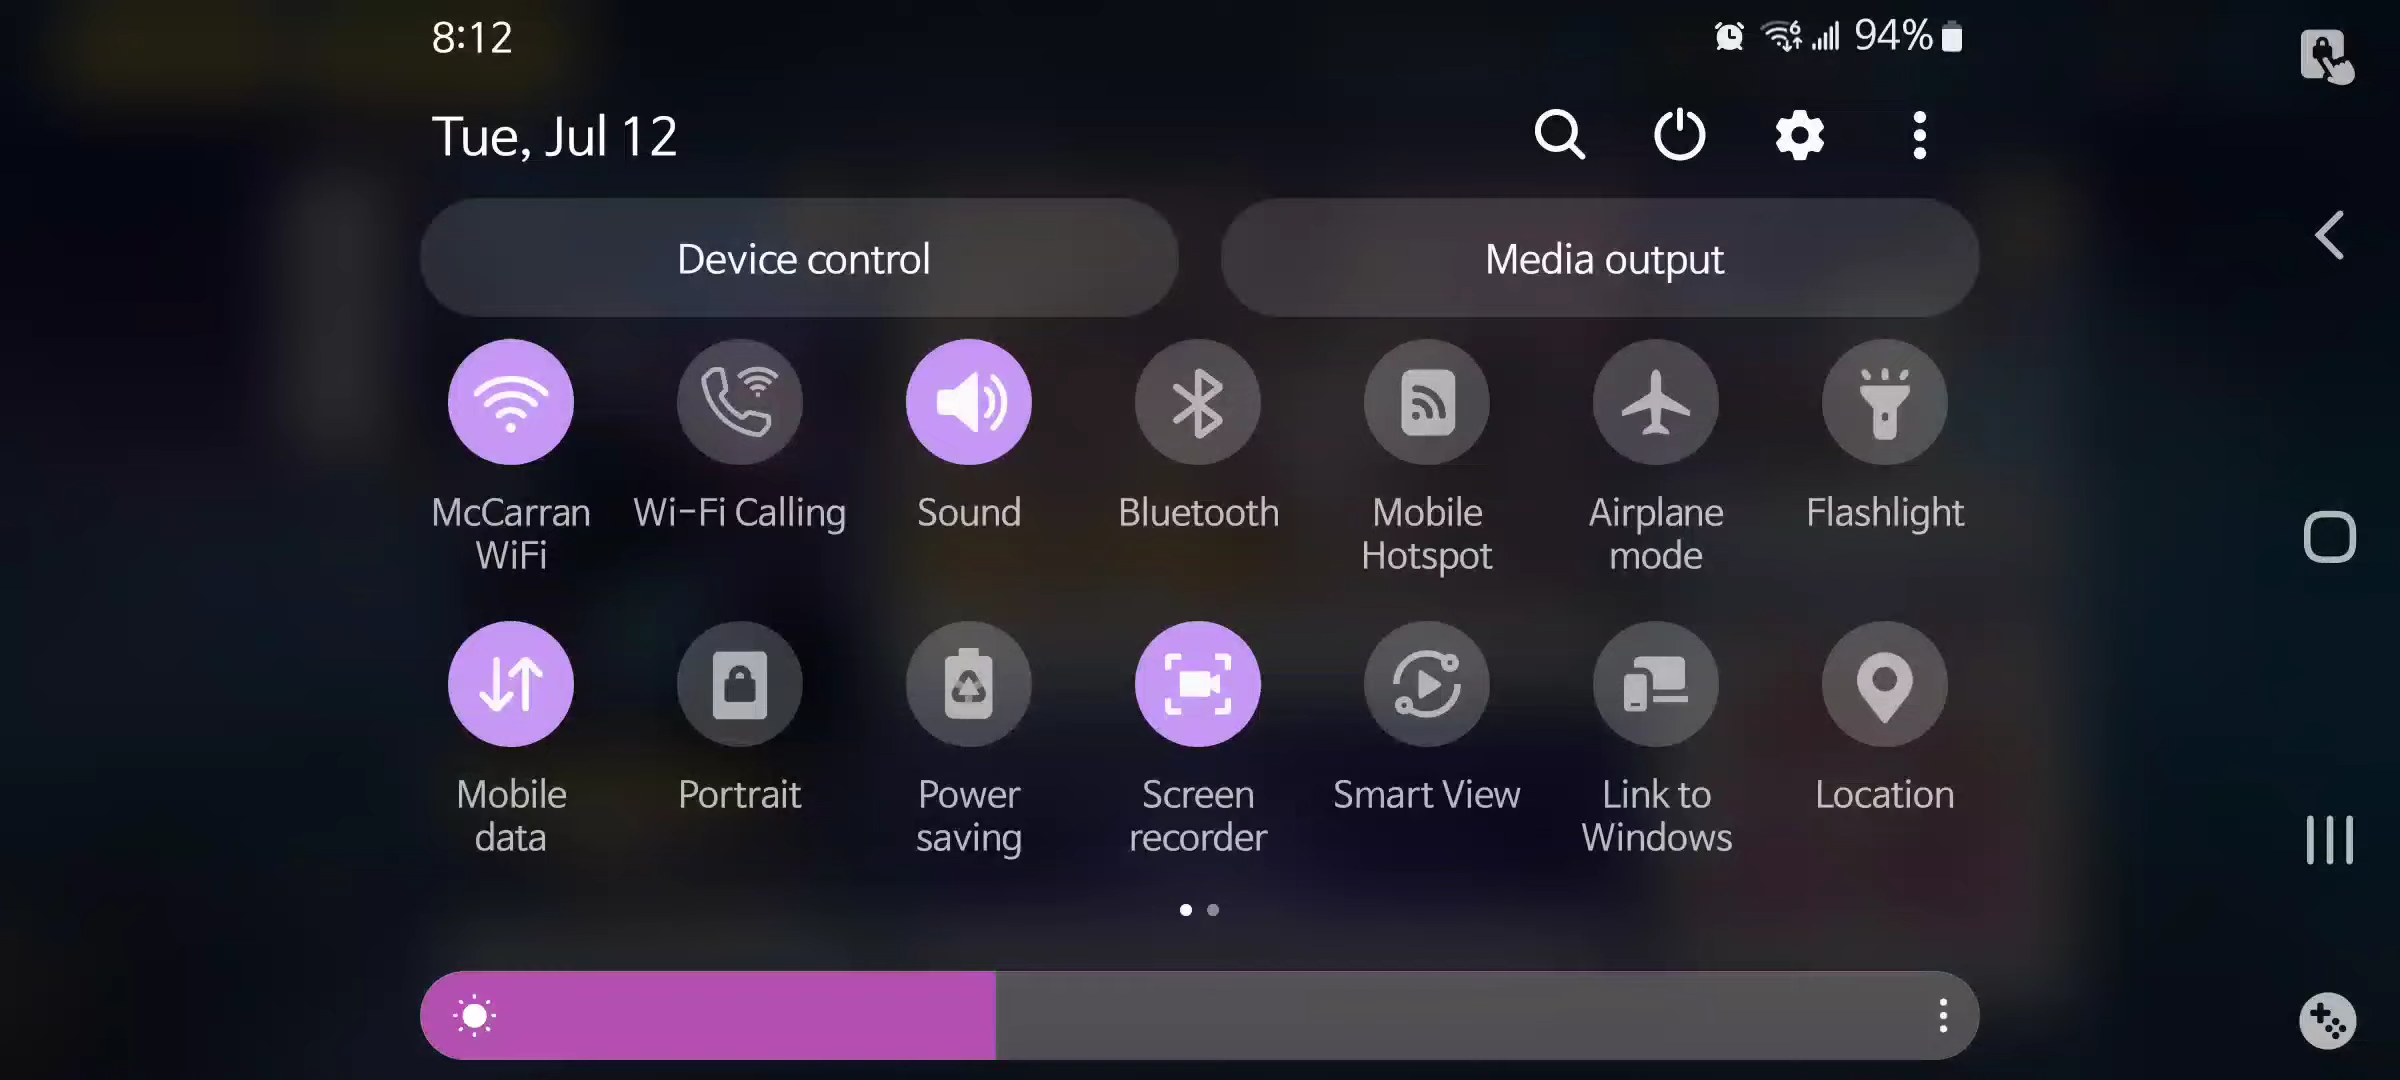 8:12
94%
Tue, Jul 12
Device control
Media output
McCarran
WiFi
Wi-Fi Calling
Sound
Bluetooth
Mobile
Hotspot
Airplane
mode
Flashlight
Mobile
data
Portrait
Power
saving
Screen
recorder
Smart View
Link to
Windows
Location